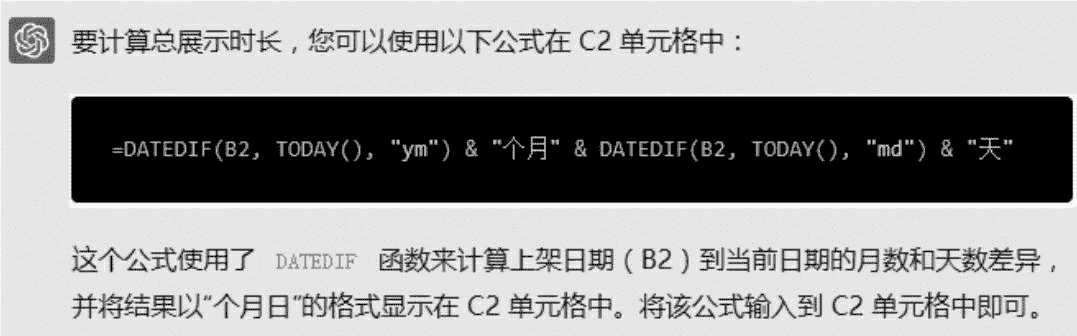 要计算总展示时长，您可以使用以下公式在 C2 单元格中：
=DATEDIF(B2, TODAY(), "ym") & "个月" & DATEDIF(B2, TODAY(), "md") & "天"
这个公式使用了 DATEDIF 函数来计算上架日期（B2）到当前日期的月数和天数差异，
并将结果以“个月日”的格式显示在 C2 单元格中。将该公式输入到 C2 单元格中即可。